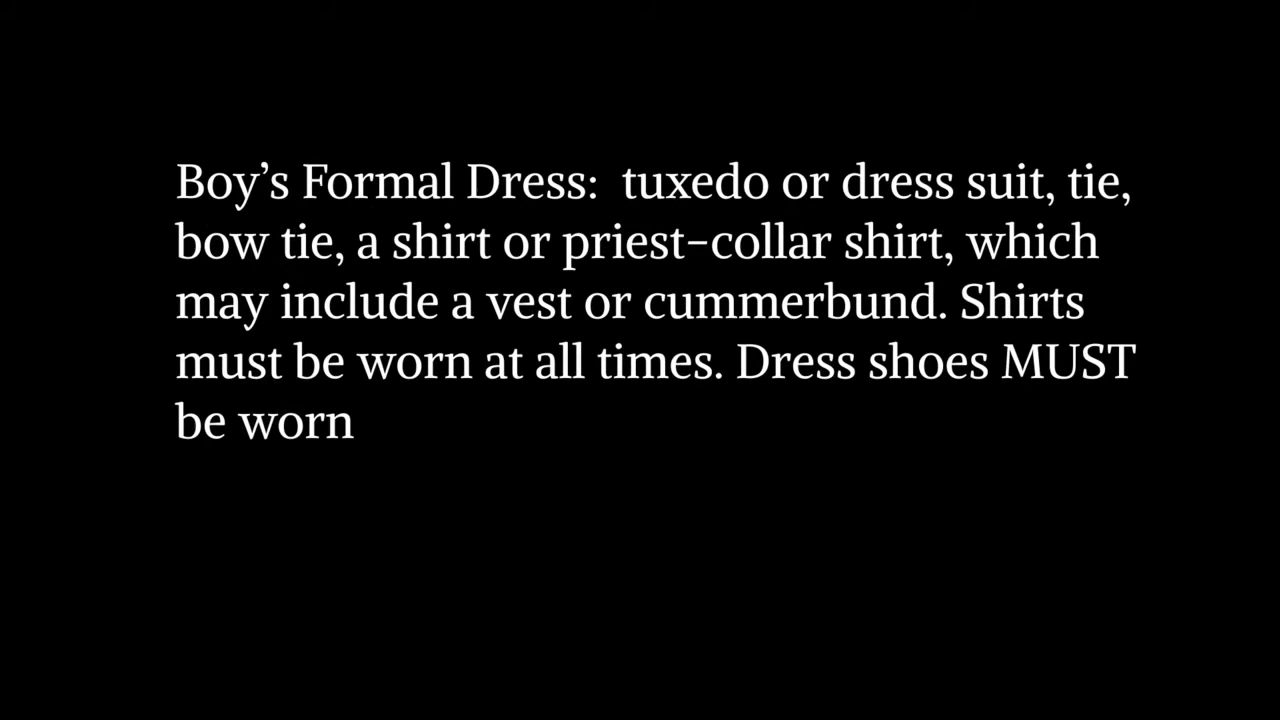 Boy’s Formal Dress:  tuxedo or dress suit, tie,
bow tie, a shirt or priest-collar shirt, which
may include a vest or cummerbund. Shirts
must be worn at all times. Dress shoes MUST
be worn